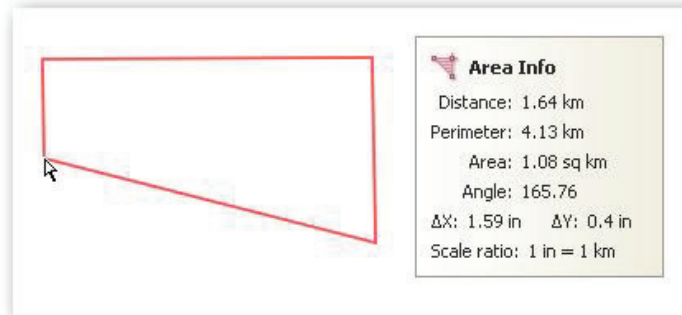 Area Info
Distance: 1.64 km
Perimeter: 4.13 km
Area: 1.08 sq km
Angle: 165.76
ΔX: 1.59 in ΔY: 0.4 in
Scale ratio: 1 in = 1 km